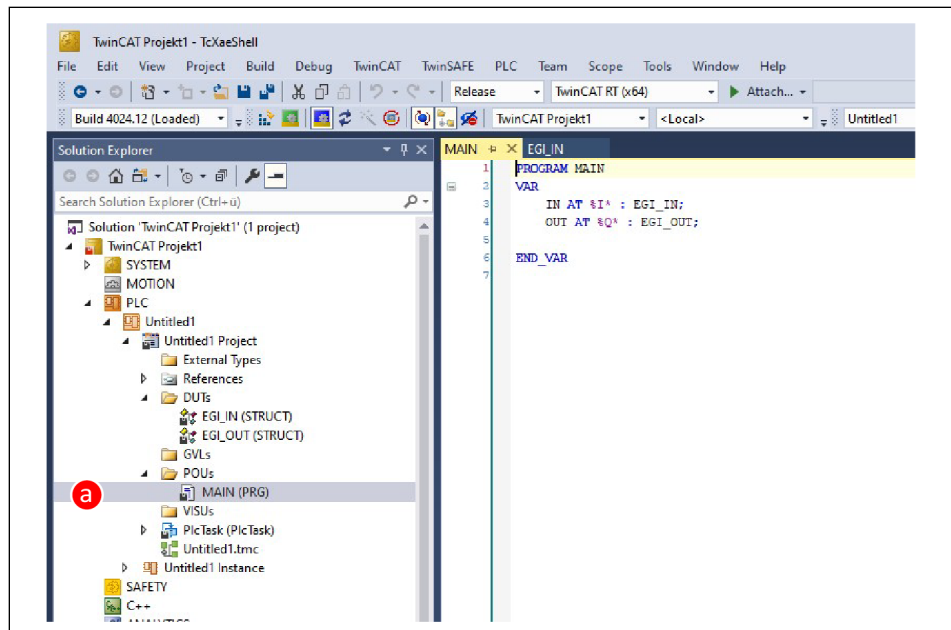 TwinCAT Projekt1 - TcXaeShell
File Edit View Project Build Debug TwinCAT TwinSAFE PLC Team Scope Tools Window Help
Release TwinCAT RT (x64) Attach...
Build 4024.12 (Loaded) TwinCAT Projekt1 <Local> Untitled1
Solution Explorer
Search Solution Explorer (Ctrl+ü)
Solution 'TwinCAT Projekt1' (1 project)
TwinCAT Projekt1
SYSTEM
MOTION
PLC
Untitled1
Untitled1 Project
External Types
References
DUTs
EGI_IN (STRUCT)
EGI_OUT (STRUCT)
GVLs
POUs
a
MAIN (PRG)
VISUs
PlcTask (PlcTask)
Untitled1.tmc
Untitled1 Instance
SAFETY
C++
ANALYTICS
MAIN EGI_IN
1 PROGRAM MAIN
2 VAR
3 IN AT %I* : EGI_IN;
4 OUT AT %Q* : EGI_OUT;
5
6 END_VAR
7